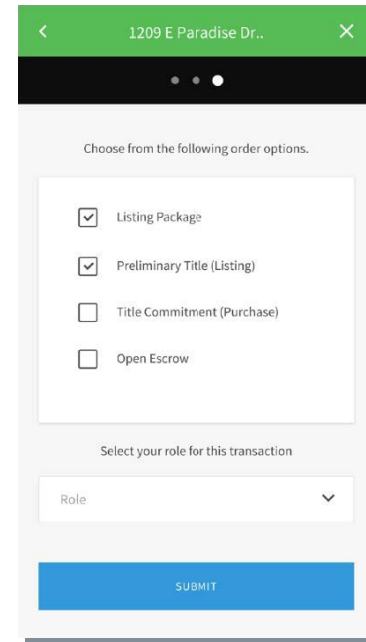 1209 E Paradise Dr..
Choose from the following order options.
Listing Package
Preliminary Title (Listing)
Title Commitment (Purchase)
Open Escrow
Select your role for this transaction
Role
SUBMIT